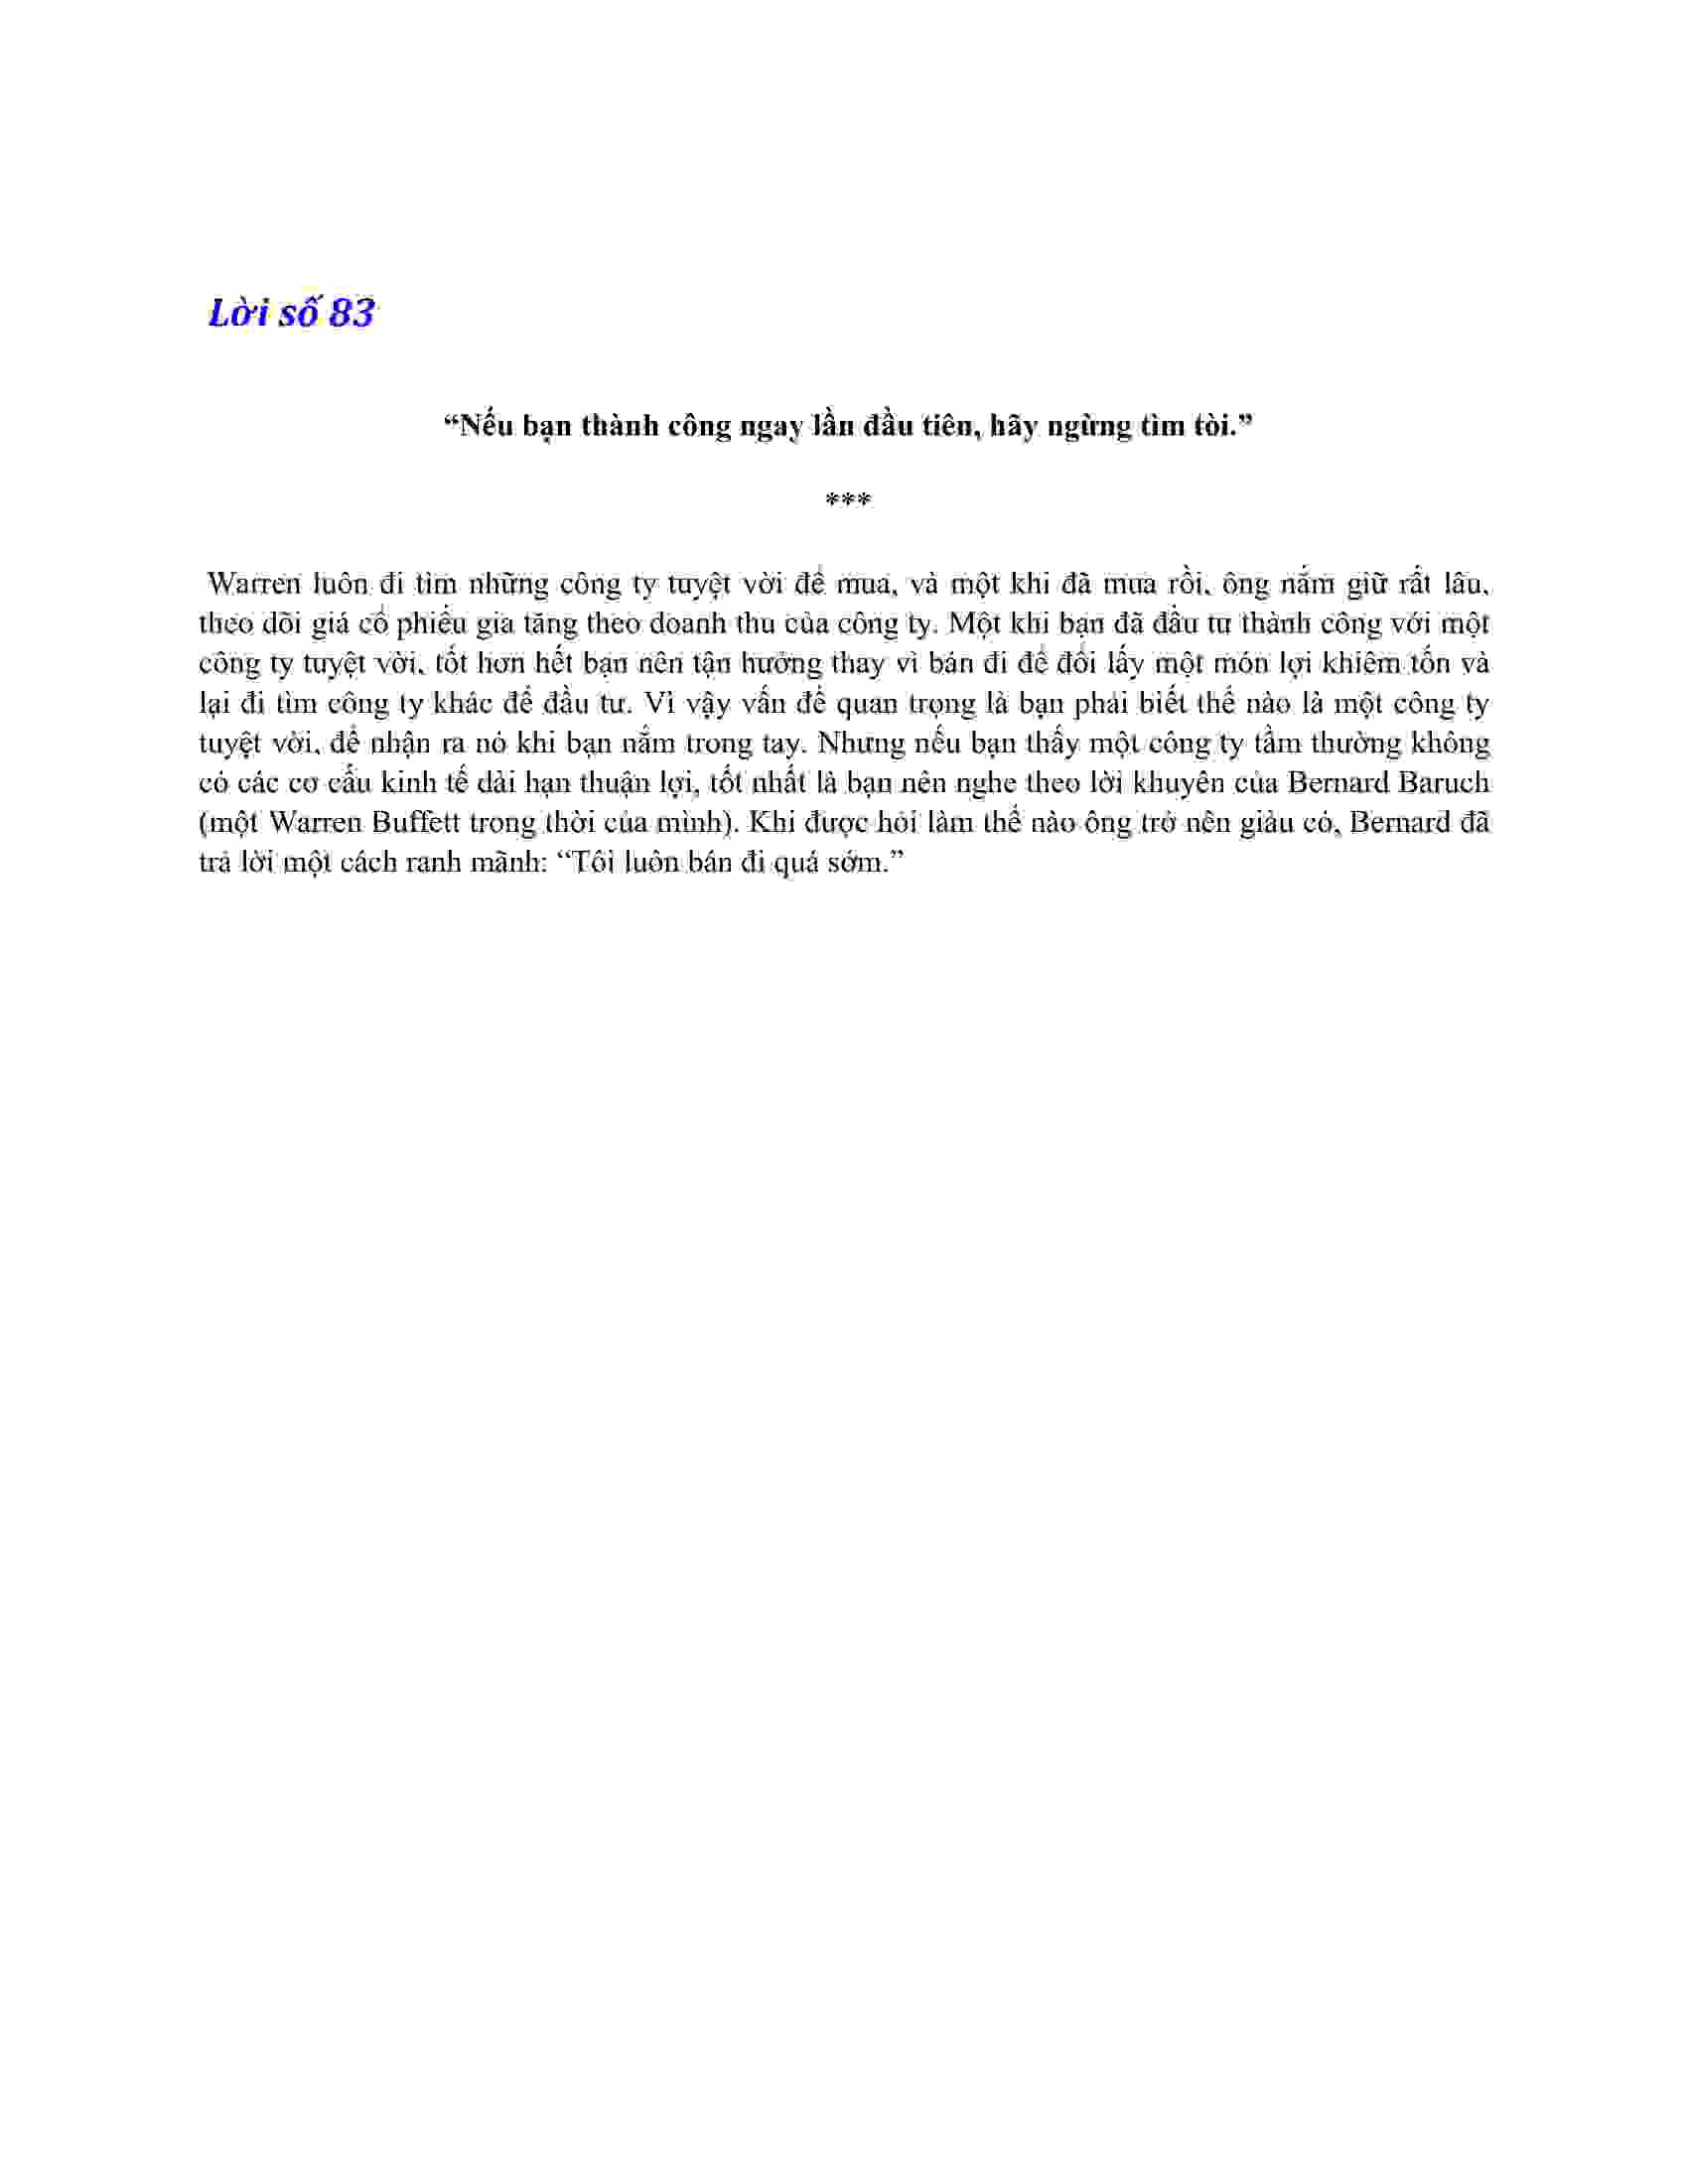 Lời số 83
“Nếu bạn thành công ngay lần đầu tiên, hãy ngừng tìm tòi.”
***
Warren luôn đi tìm những công ty tuyệt vời để mua, và một khi đã mua rồi, ông nắm giữ rất lâu,
theo dõi giá cổ phiếu gia tăng theo doanh thu của công ty. Một khi bạn đã đầu tư thành công với một
công ty tuyệt vời, tốt hơn hết bạn nên tận hưởng thay vì bán đi để đổi lấy một món lợi khiêm tốn và
lại đi tìm công ty khác để đầu tư. Vì vậy vấn đề quan trọng là bạn phải biết thế nào là một công ty
tuyệt vời, để nhận ra nó khi bạn nắm trong tay. Nhưng nếu bạn thấy một công ty tầm thường không
có các cơ cấu kinh tế dài hạn thuận lợi, tốt nhất là bạn nên nghe theo lời khuyên của Bernard Baruch
(một Warren Buffett trong thời của mình). Khi được hỏi làm thế nào ông trở nên giàu có, Bernard đã
trả lời một cách ranh mãnh: “Tôi luôn bán đi quá sớm.”